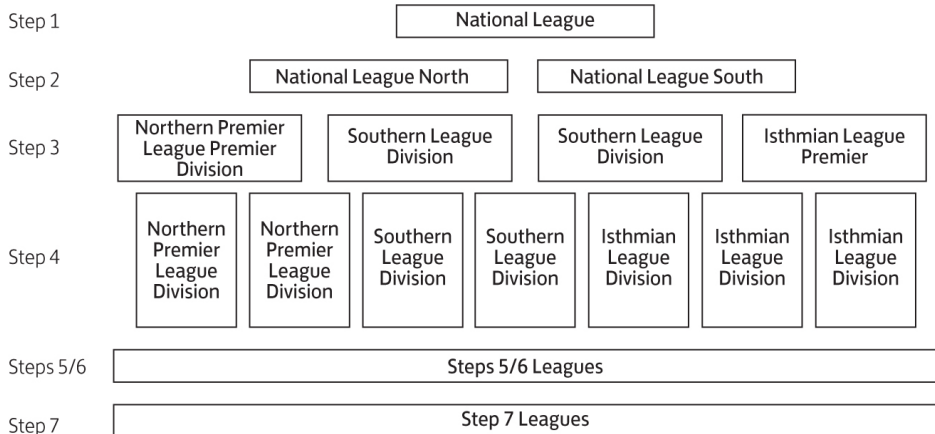 Step 1
National League
Step 2
National League North
National League South
Step 3
Northern Premier
League Premier
Division
Southern League
Division
Southern League
Division
Isthmian League
Premier
Step 4
Northern
Premier
League
Division
Northern
Premier
League
Division
Southern
League
Division
Southern
League
Division
Isthmian
League
Division
Isthmian
League
Division
Isthmian
League
Division
Steps 5/6
Steps 5/6 Leagues
Step 7
Step 7 Leagues